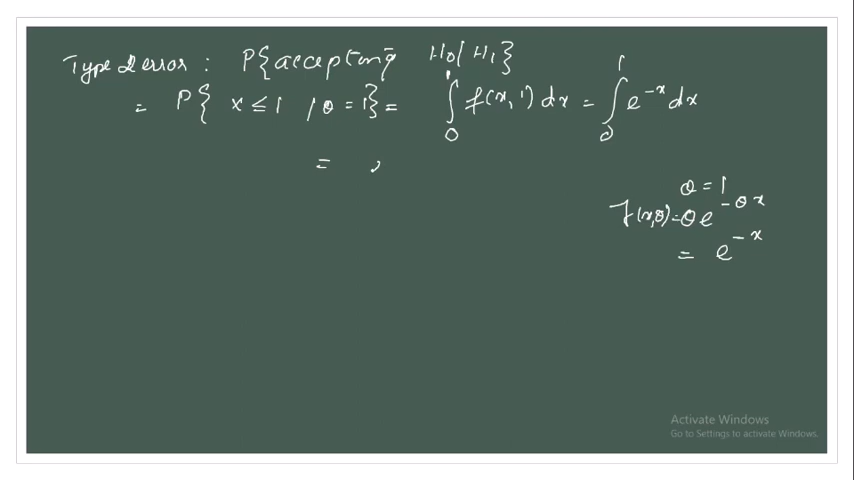 Type 2 error : P{accepting H0 | H1}
= P{ x ≤ 1 / θ = 1} = ∫₀¹ f(x, 1) dx = ∫₀¹ e^{-x} dx
= ,
θ = 1
f(x,θ) = θ e^{-θx}
= e^{-x}
Activate Windows
Go to Settings to activate Windows.